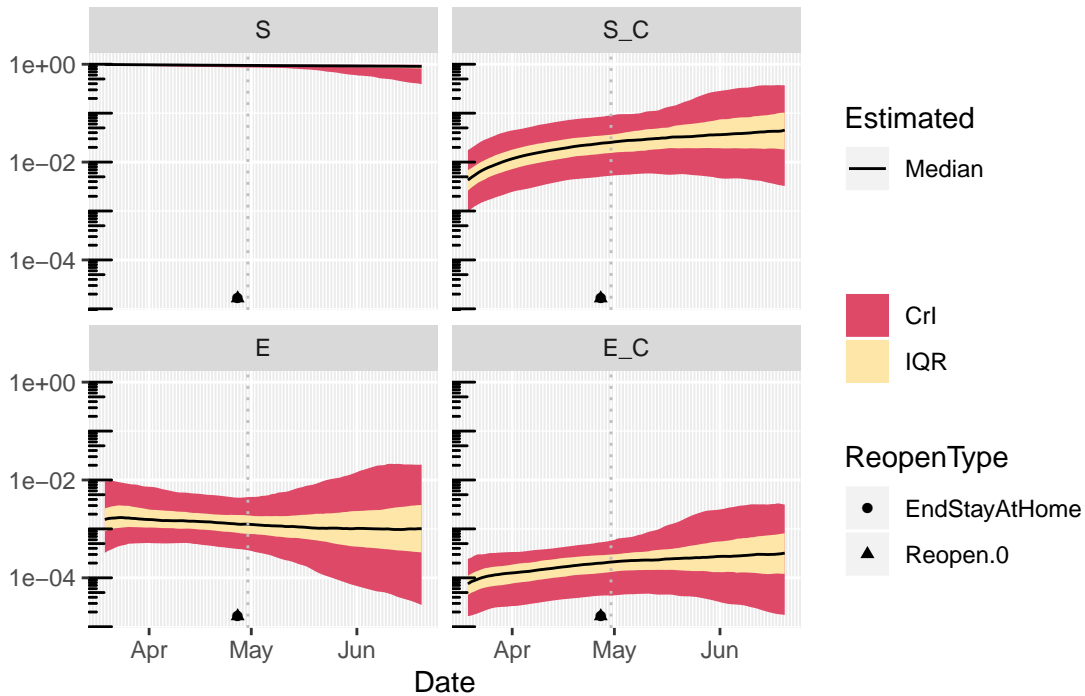 S
S_C
1e+00
1e−02
1e−04
E
E_C
1e+00
1e−02
1e−04
Apr
May
Jun
Apr
May
Jun
Date
Estimated
Median
CrI
IQR
ReopenType
EndStayAtHome
Reopen.0